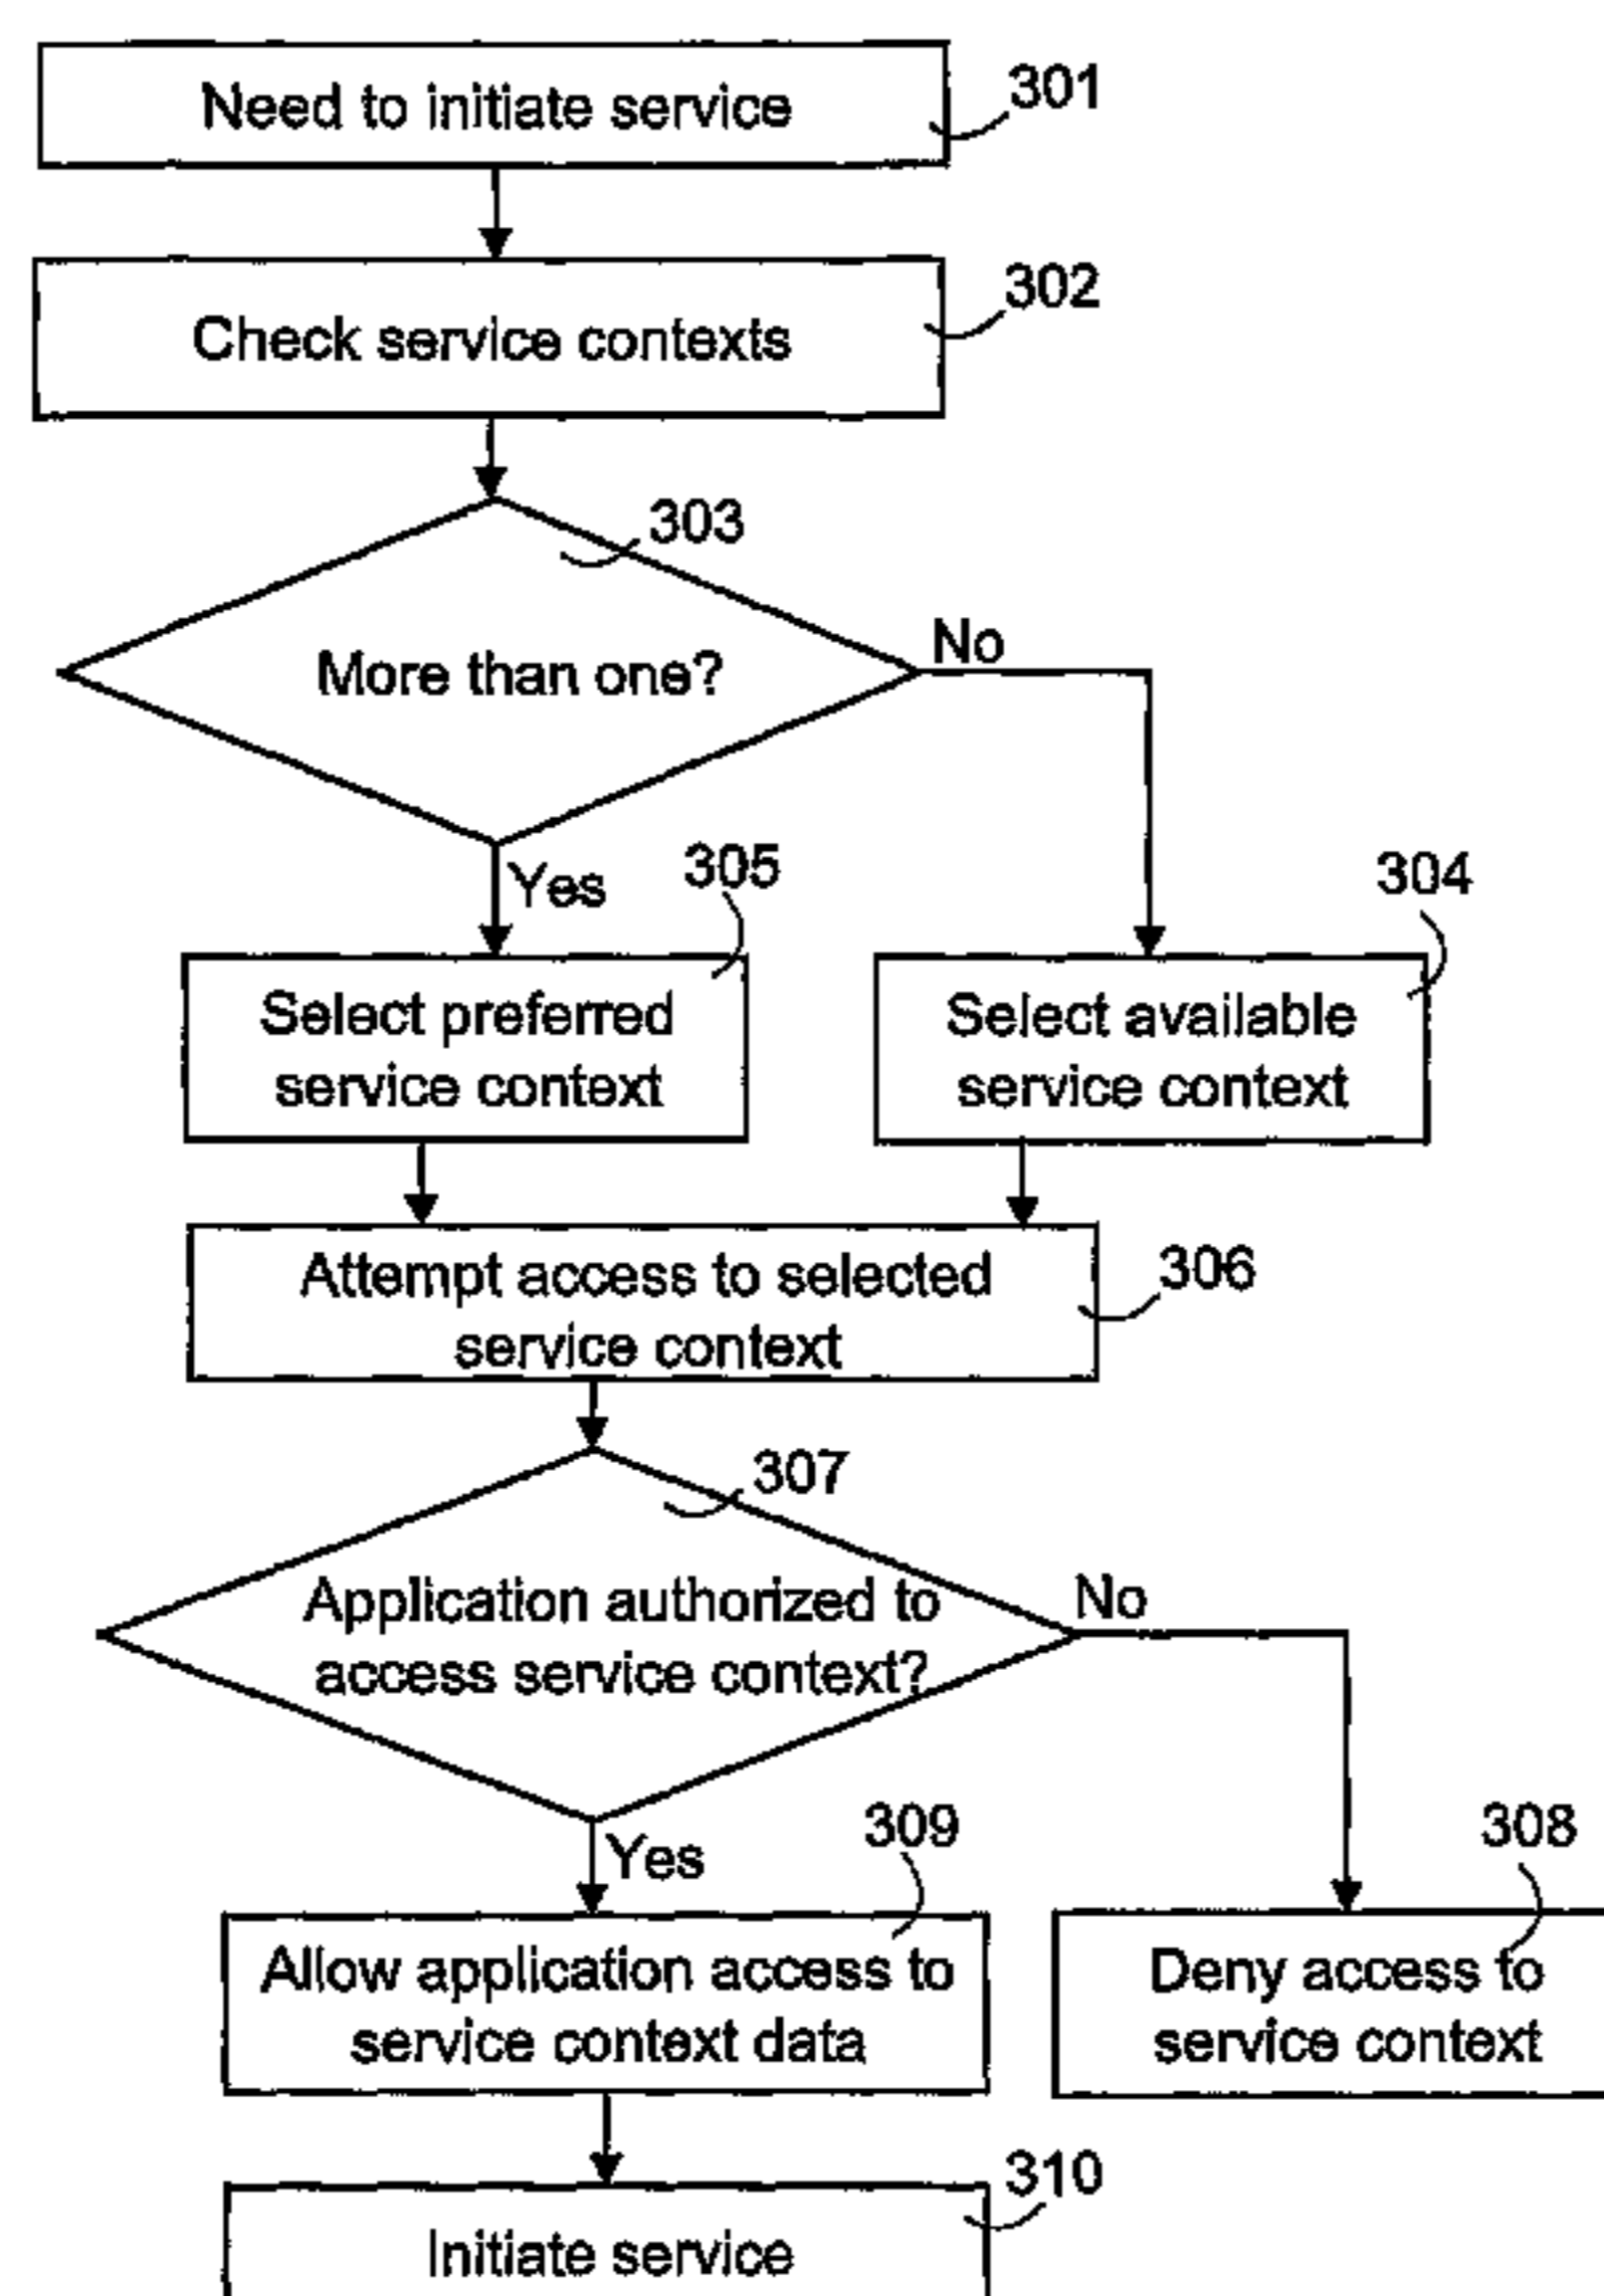 Need to initiate service
301
Check service contexts
302
303
More than one?
No
Yes
305
304
Select preferred
service context
Select available
service context
Attempt access to selected
service context
306
307
Application authorized to
access service context?
No
Yes
309
308
Allow application access to
service context data
Deny access to
service context
310
Initiate service